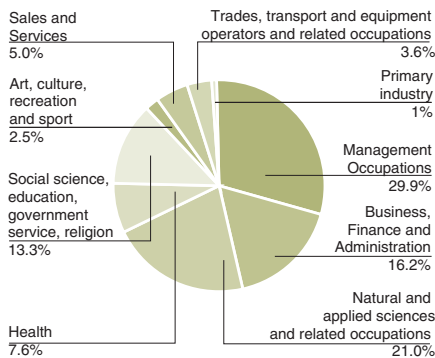 Sales and
Services
5.0%
Trades, transport and equipment
operators and related occupations
3.6%
Art, culture,
recreation
and sport
2.5%
Primary
industry
1%
Management
Occupations
29.9%
Social science,
education,
government
service, religion
13.3%
Business,
Finance and
Administration
16.2%
Health
7.6%
Natural and
applied sciences
and related occupations
21.0%